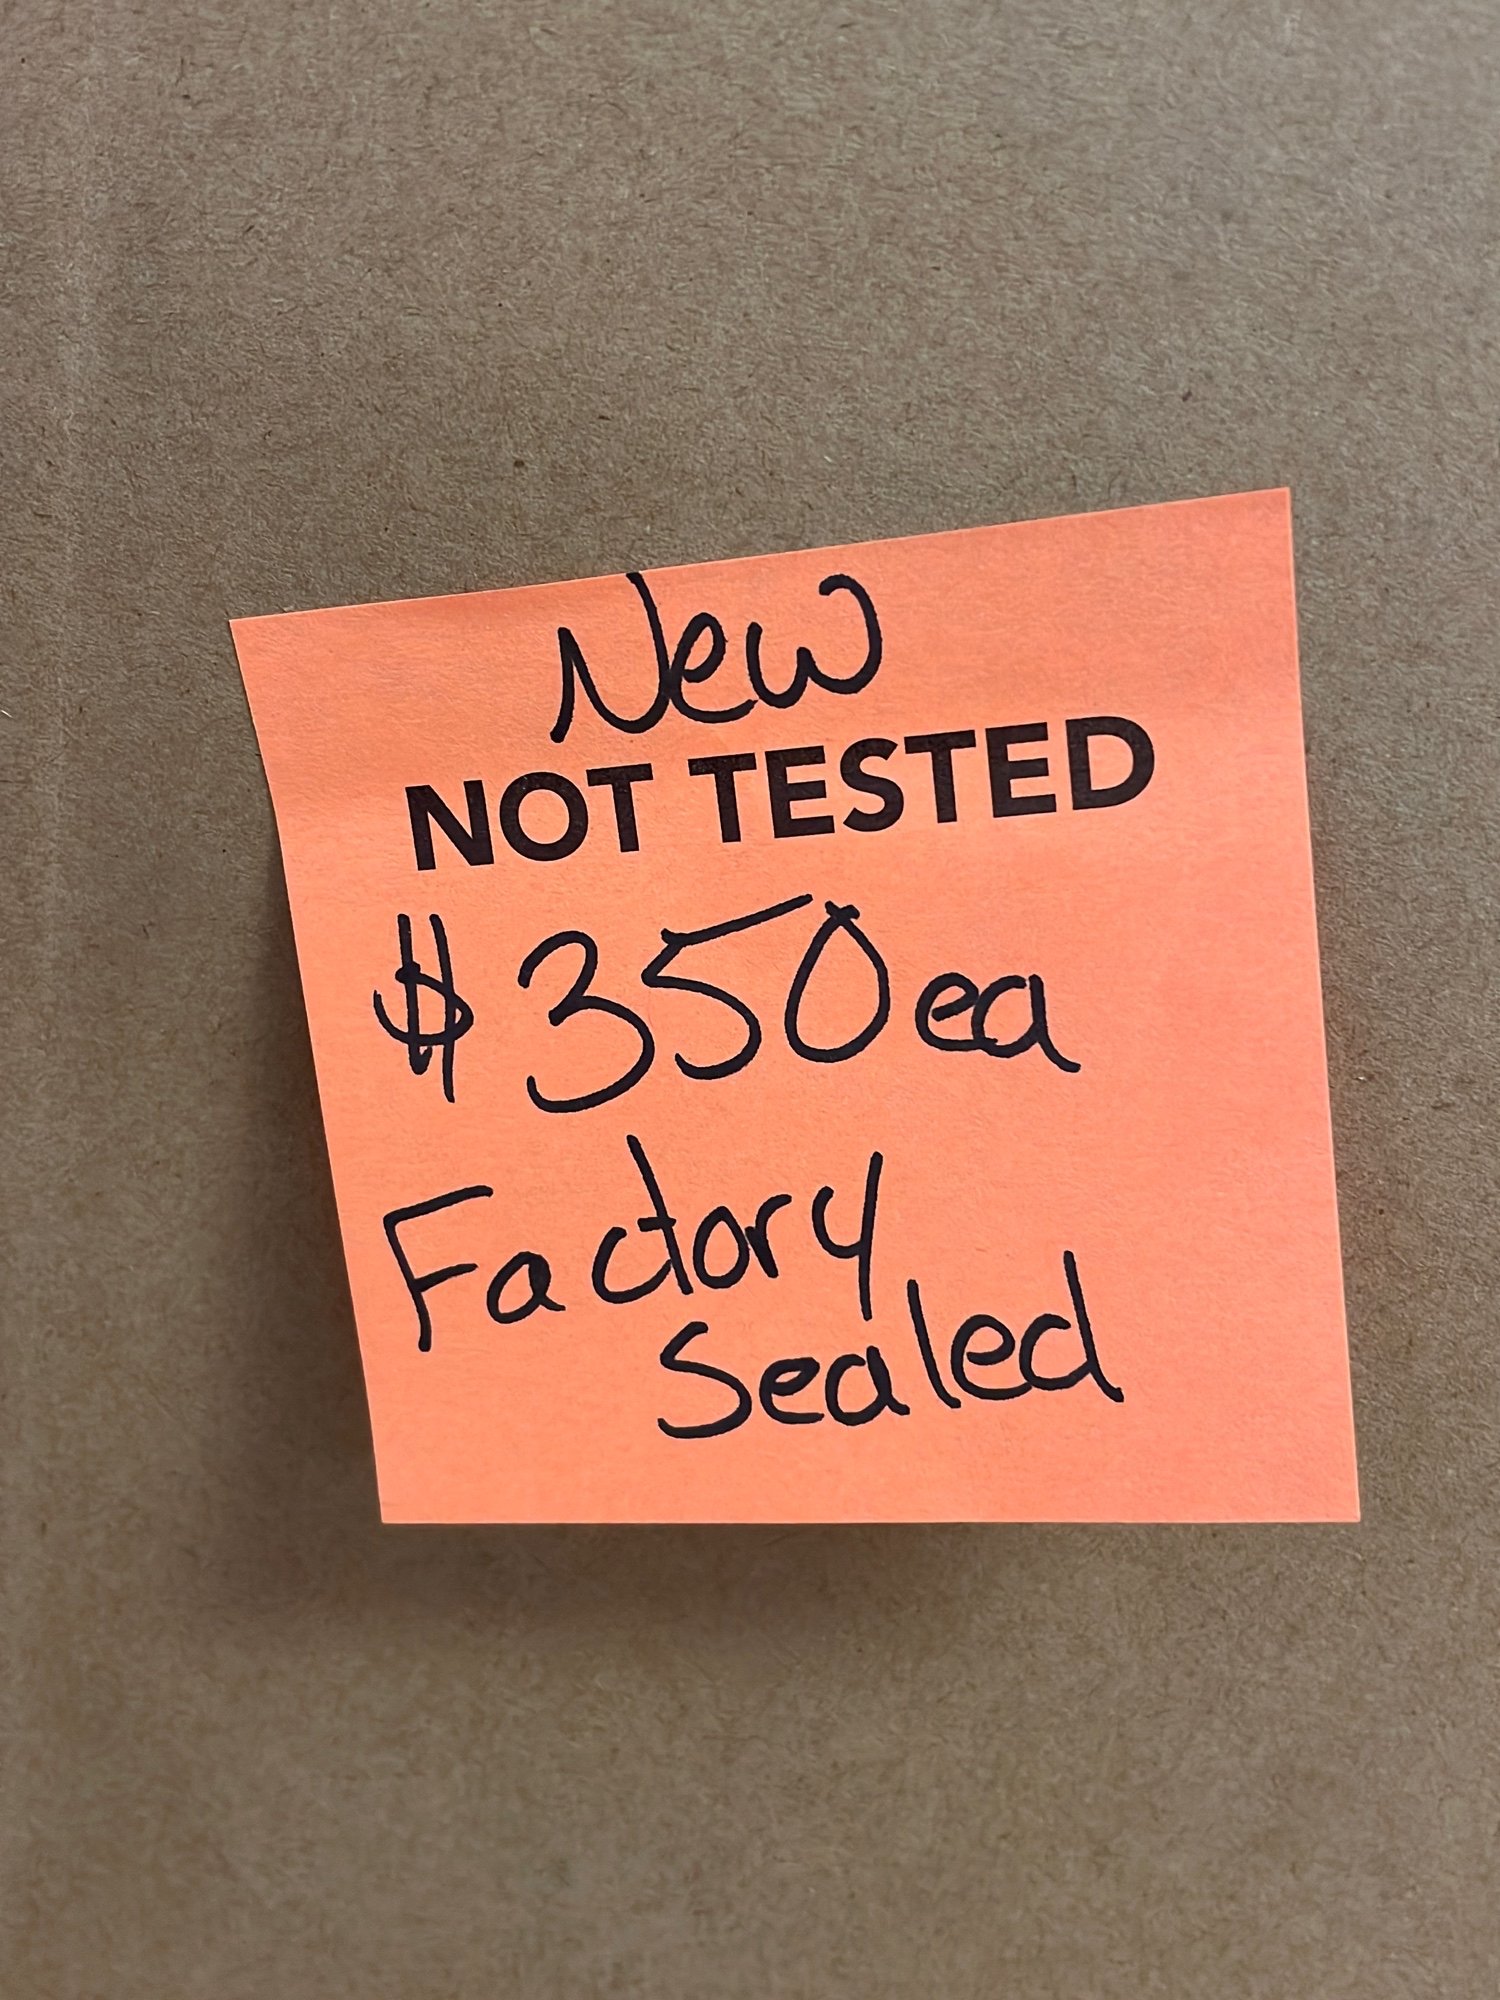 New
NOT TESTED
$350ea
Factory
Sealed